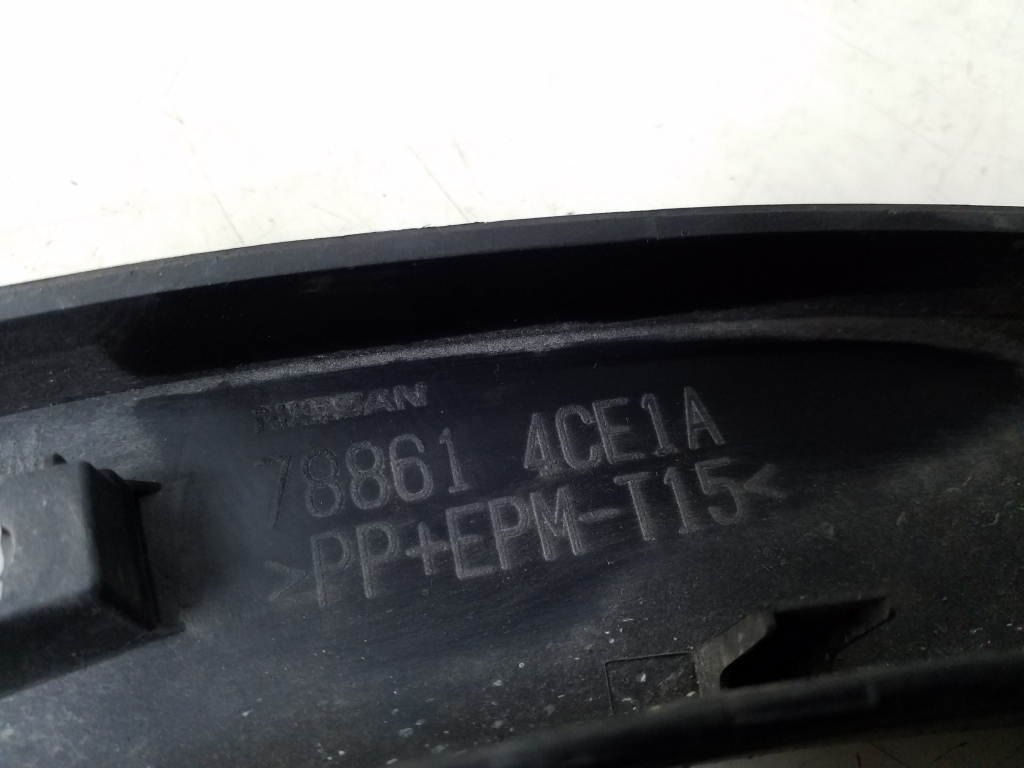 NISSAN
78861 4CE1A
>PP+EPM-T15<